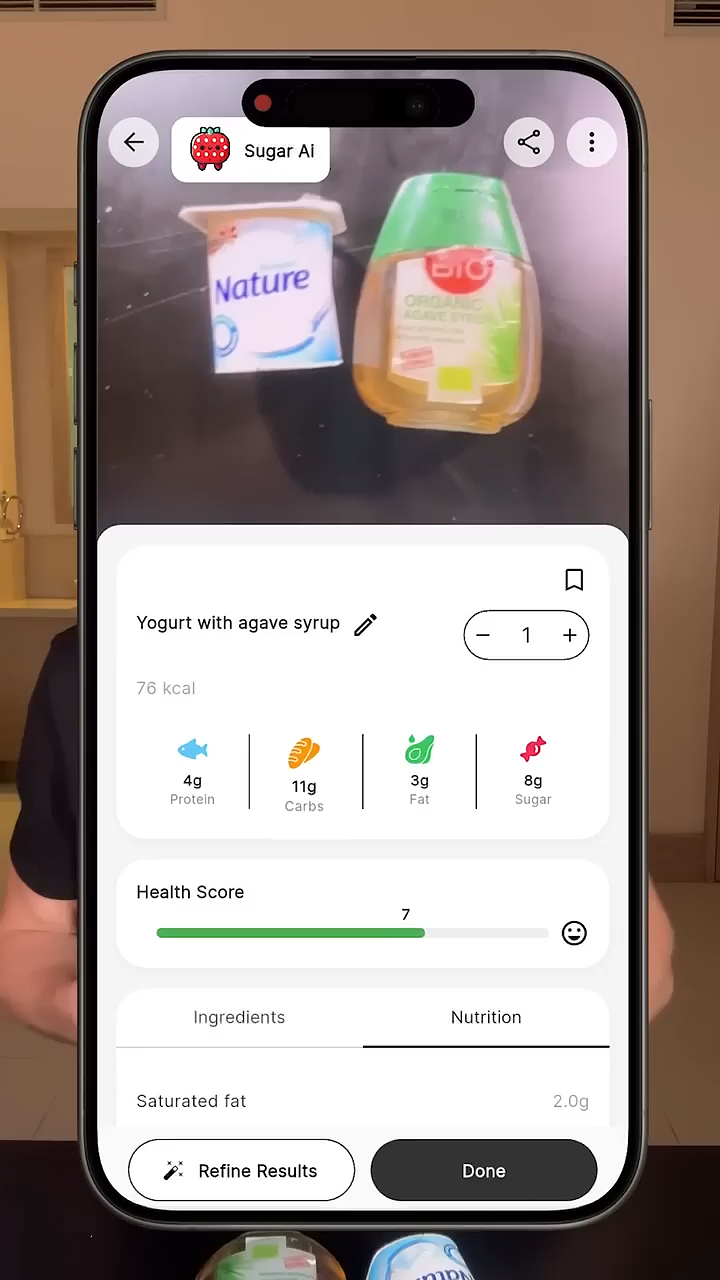 Sugar Ai
Nature
BIO
ORGANIC
AGAVE SYRUP
Yogurt with agave syrup
1
76 kcal
4g
Protein
11g
Carbs
3g
Fat
8g
Sugar
Health Score
7
Ingredients
Nutrition
Saturated fat
2.0g
Refine Results
Done